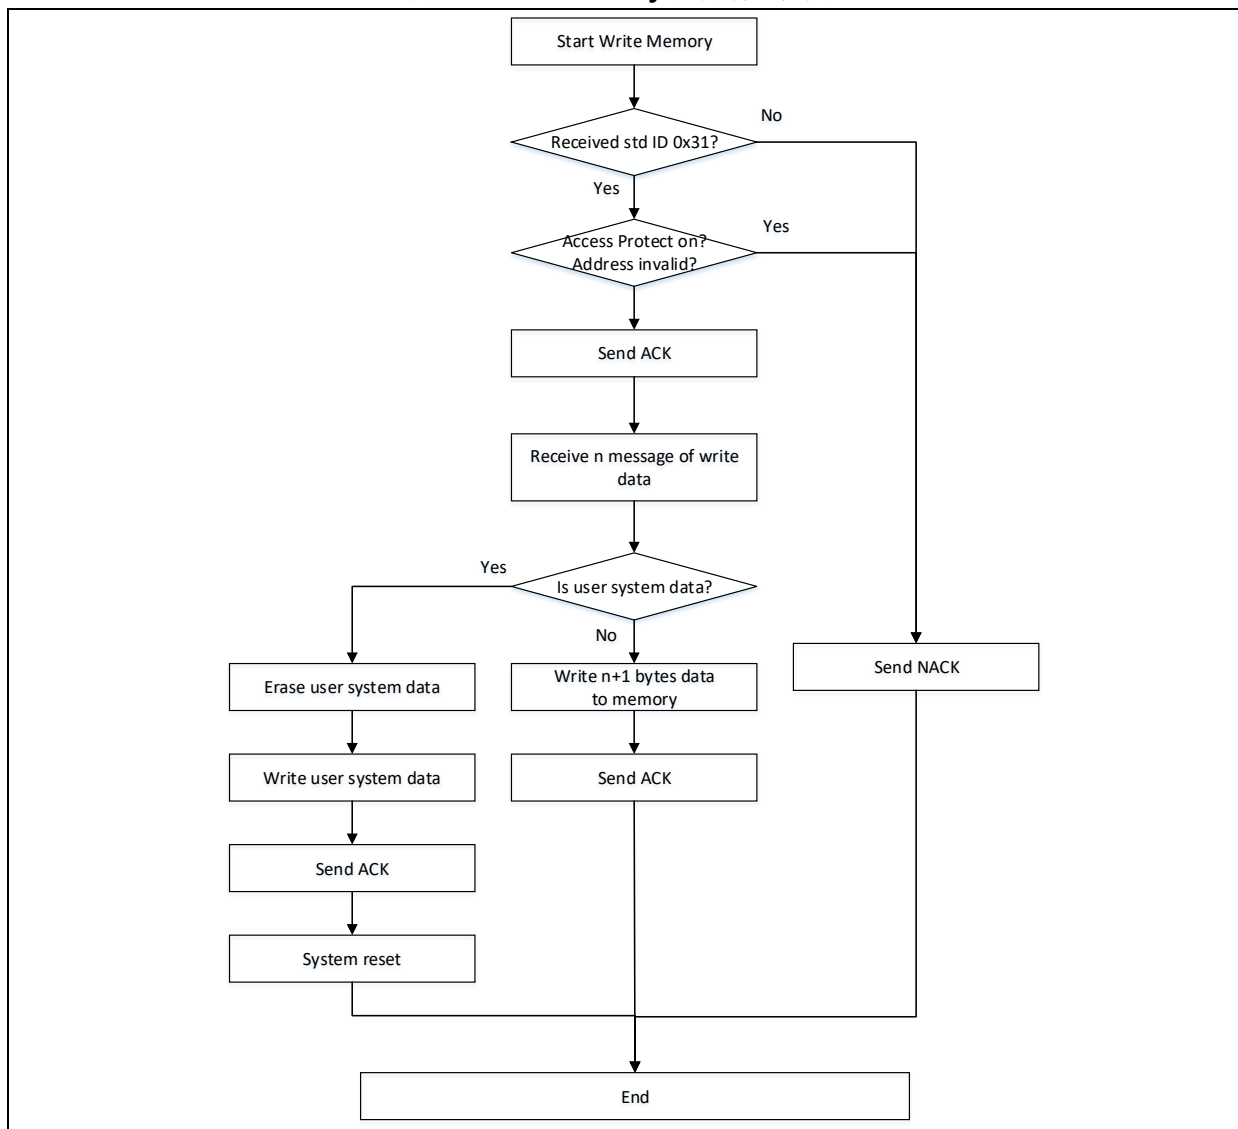 Start Write Memory
No
Received std ID 0x31?
Yes
Yes
Access Protect on?
Address invalid?
Send ACK
Receive n message of write
data
Yes
Is user system data?
No
Erase user system data
Write n+1 bytes data
to memory
Send NACK
Write user system data
Send ACK
Send ACK
System reset
End